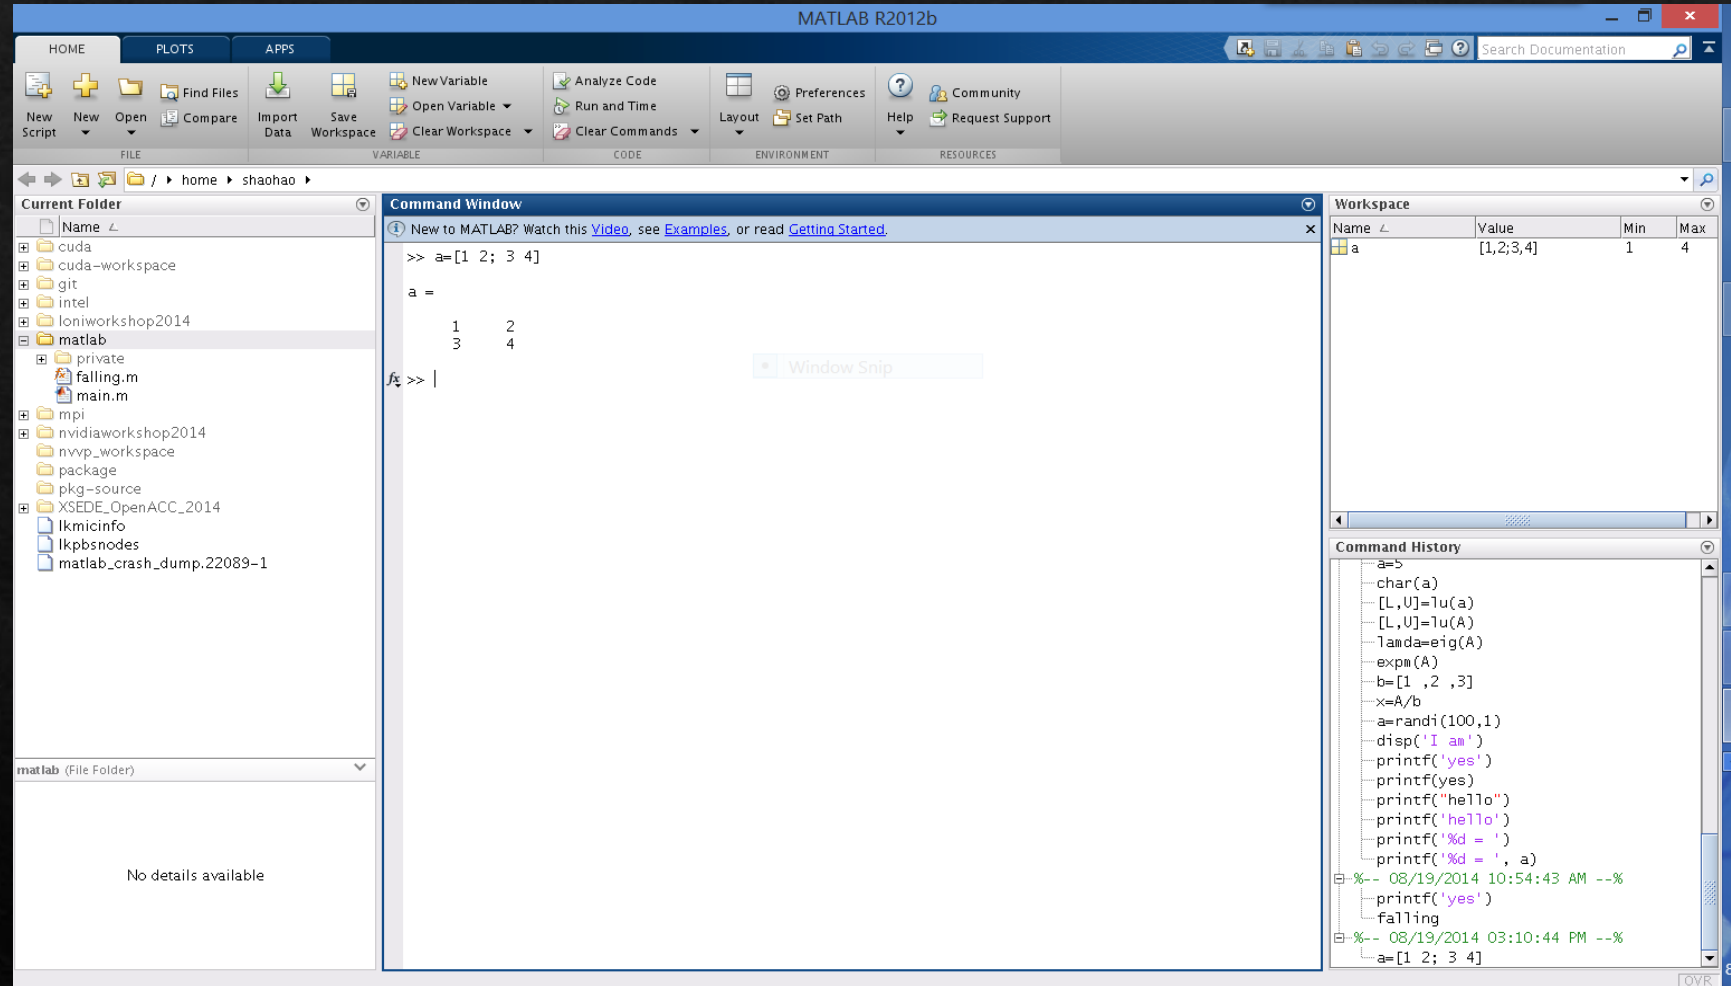 MATLAB R2012b
HOME PLOTS APPS
Search Documentation
New Script
New
Open
Find Files
Compare
FILE
Import Data
Save Workspace
New Variable
Open Variable
Clear Workspace
VARIABLE
Analyze Code
Run and Time
Clear Commands
CODE
Layout
Preferences
Set Path
ENVIRONMENT
Help
Community
Request Support
RESOURCES
/ home shaohao
Current Folder
Name
cuda
cuda-workspace
git
intel
loniworkshop2014
matlab
private
falling.m
main.m
mpi
nvidiaworkshop2014
nvvp_workspace
package
pkg-source
XSEDE_OpenACC_2014
lkmicinfo
lkpbsnodes
matlab_crash_dump.22089-1
matlab (File Folder)
No details available
Command Window
New to MATLAB? Watch this Video, see Examples, or read Getting Started.
>> a=[1 2; 3 4]
a =
1 2
3 4
fx >>
Window Snip
Workspace
Name Value Min Max
a [1,2;3,4] 1 4
Command History
a=5
char(a)
[L,U]=lu(a)
[L,U]=lu(A)
lamda=eig(A)
expm(A)
b=[1 ,2 ,3]
x=A/b
a=randi(100,1)
disp('I am')
printf('yes')
printf(yes)
printf("hello")
printf('hello')
printf('%d = ')
printf('%d = ', a)
%-- 08/19/2014 10:54:43 AM --%
printf('yes')
falling
%-- 08/19/2014 03:10:44 PM --%
a=[1 2; 3 4]
OVR